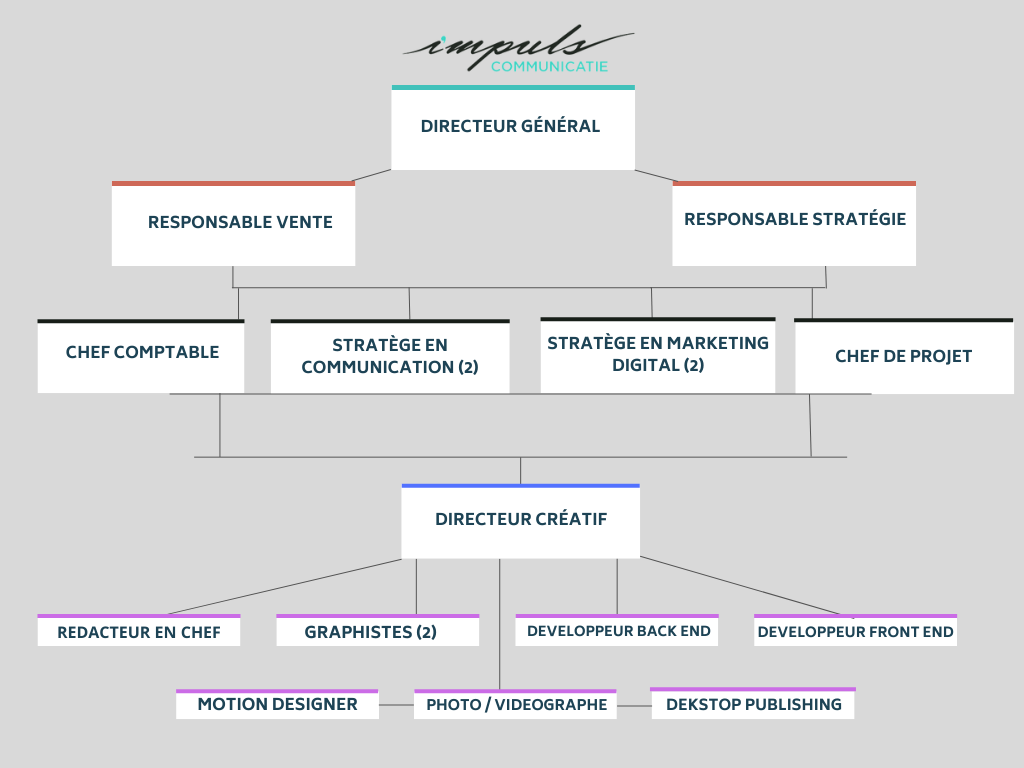 impuls
COMMUNICATIE
DIRECTEUR GÉNÉRAL
RESPONSABLE VENTE
RESPONSABLE STRATÉGIE
CHEF COMPTABLE
STRATÈGE EN
COMMUNICATION (2)
STRATÈGE EN MARKETING
DIGITAL (2)
CHEF DE PROJET
DIRECTEUR CRÉATIF
REDACTEUR EN CHEF
GRAPHISTES (2)
DEVELOPPEUR BACK END
DEVELOPPEUR FRONT END
MOTION DESIGNER
PHOTO / VIDEOGRAPHE
DEKSTOP PUBLISHING